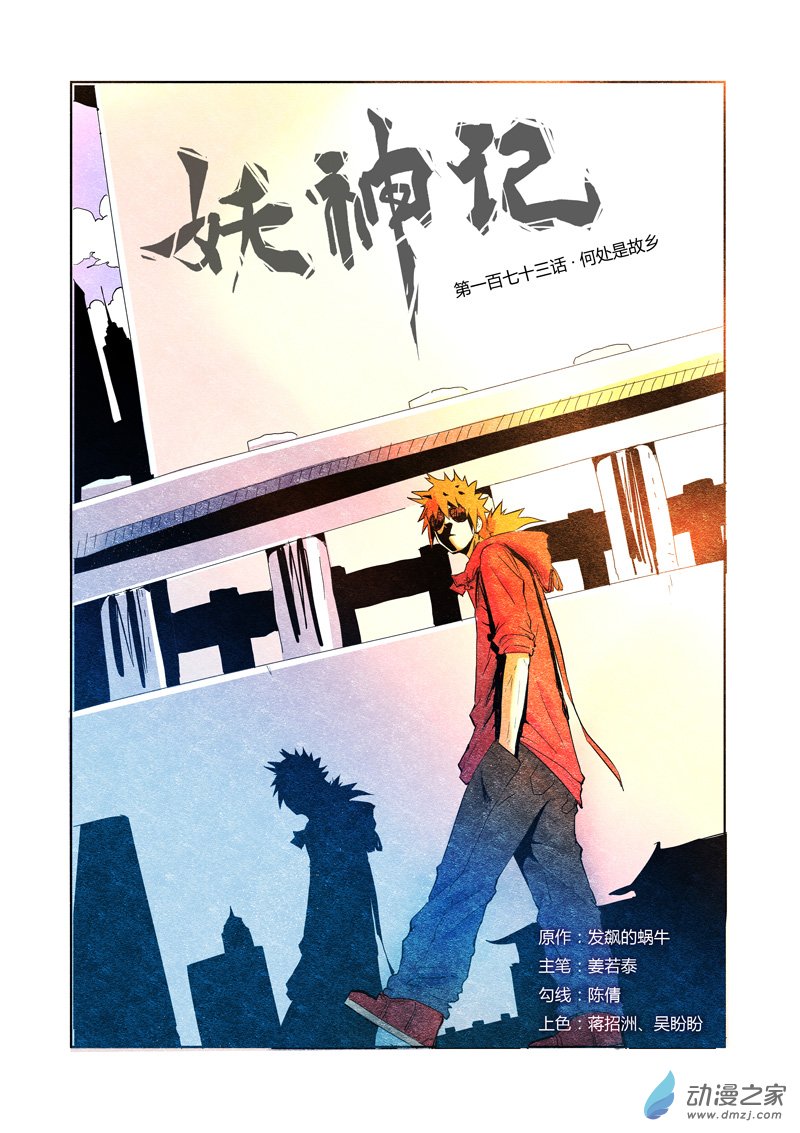 妖神记
第一百七十三话·何处是故乡
原作：发飙的蜗牛
主笔：姜若泰
勾线：陈倩
上色：蒋招洲、吴盼盼
动漫之家
www.dmzj.com